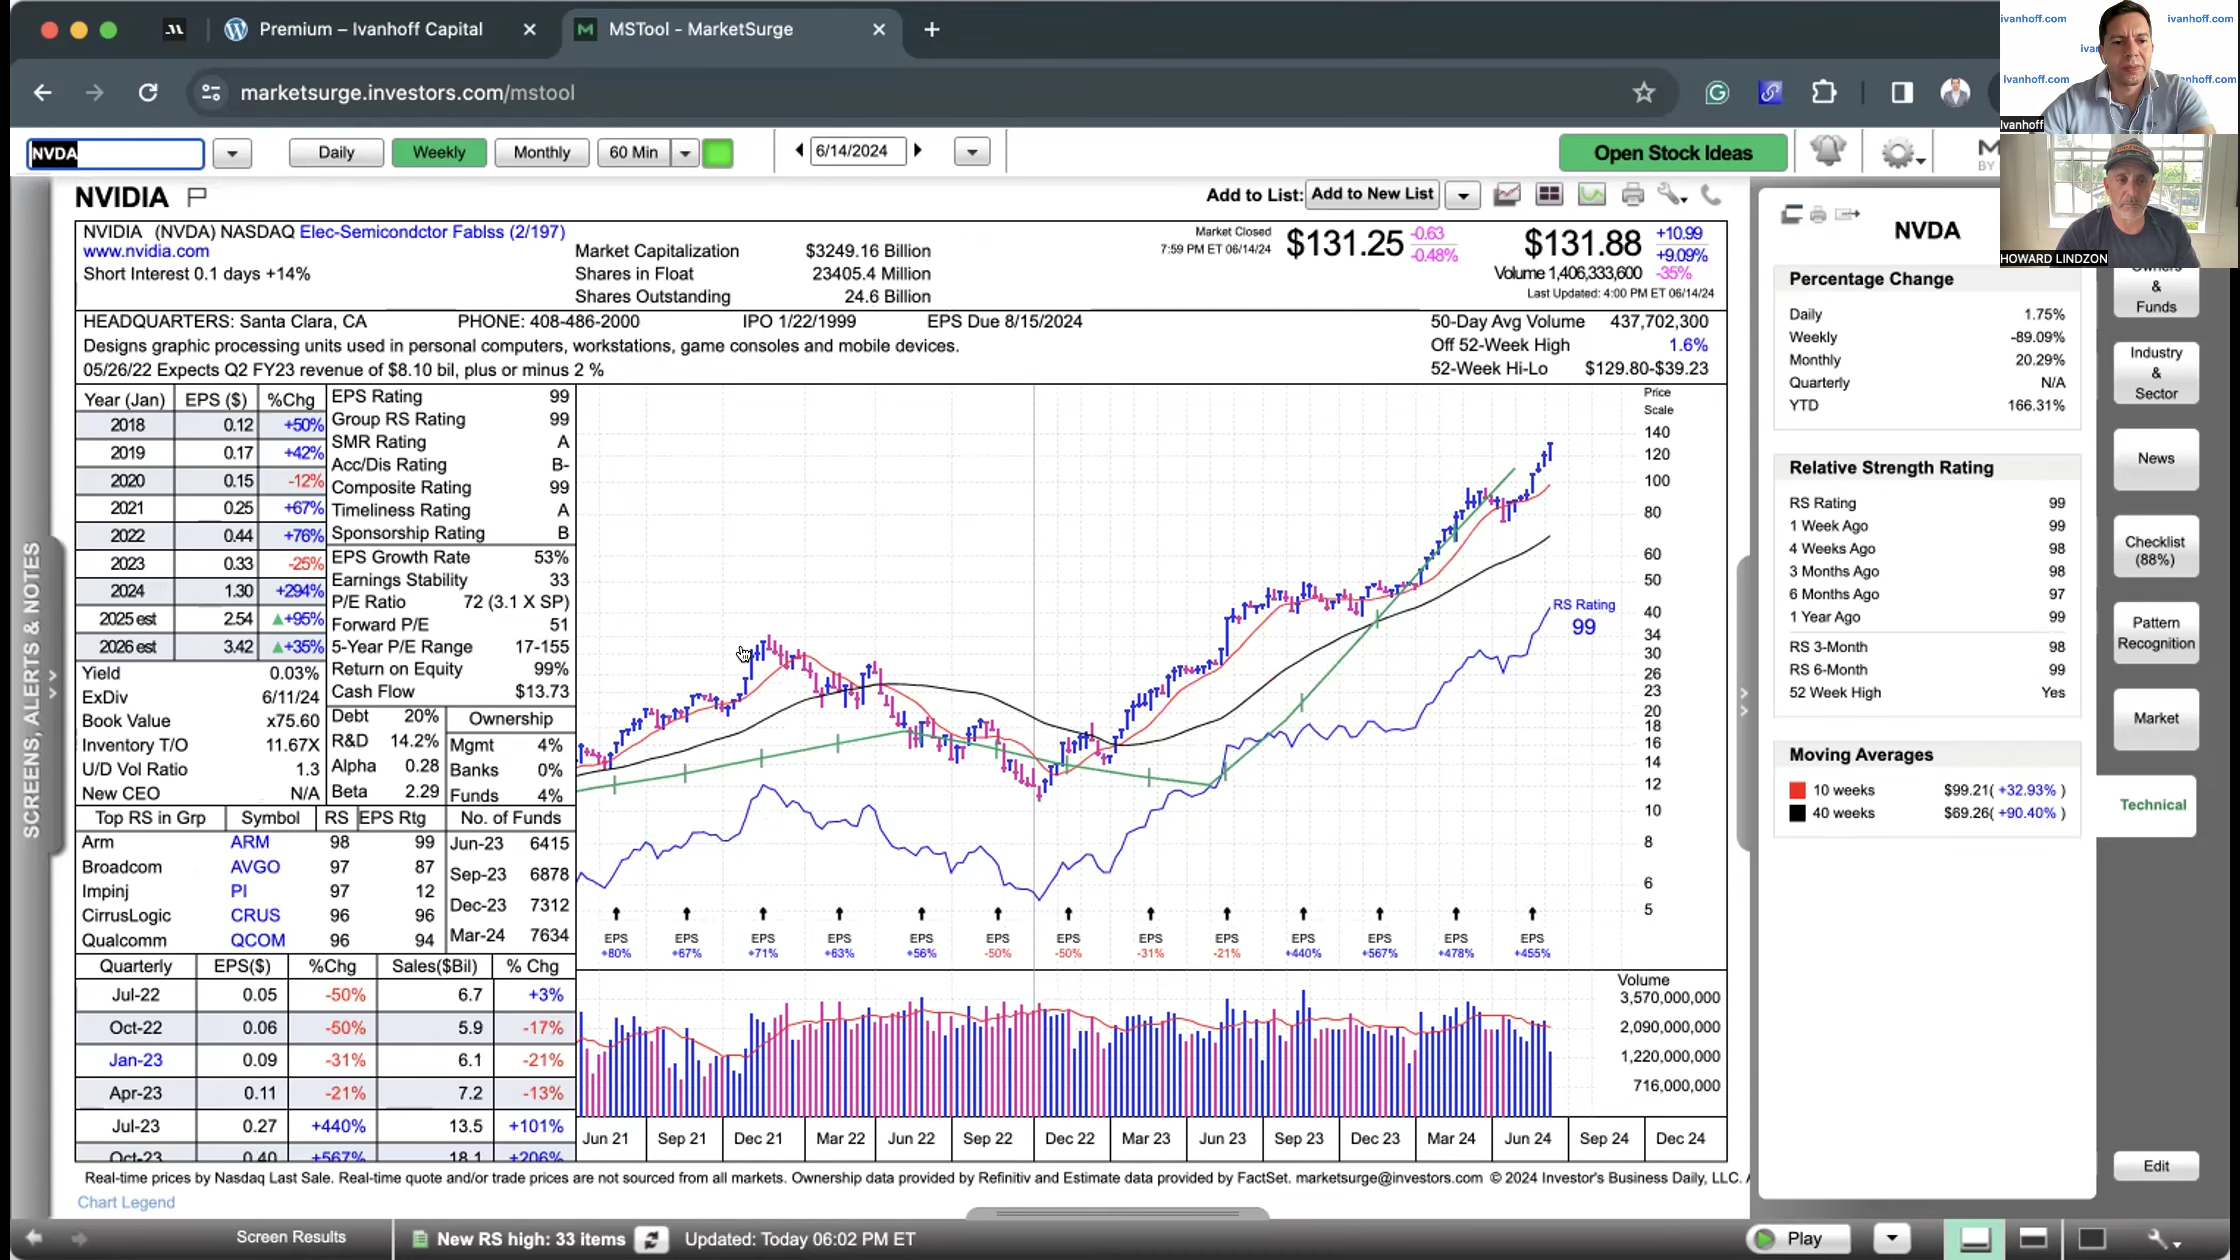 Premium – Ivanhoff Capital
MSTool - MarketSurge
marketsurge.investors.com/mstool
ivanhoff.com ivanhoff.com
Ivanhoff.com
Ivanhoff
HOWARD LINDZON
NVDA
Daily Weekly Monthly 60 Min 6/14/2024 Open Stock Ideas
NVIDIA
Add to List: Add to New List
NVIDIA (NVDA) NASDAQ Elec-Semicondctor Fablss (2/197)
www.nvidia.com
Short Interest 0.1 days +14%
Market Capitalization $3249.16 Billion
Shares in Float 23405.4 Million
Shares Outstanding 24.6 Billion
Market Closed
7:59 PM ET 06/14/24
$131.25 -0.63 -0.48%
$131.88 +10.99 +9.09%
Volume 1,406,333,600 -35%
Last Updated: 4:00 PM ET 06/14/24
HEADQUARTERS: Santa Clara, CA PHONE: 408-486-2000 IPO 1/22/1999 EPS Due 8/15/2024
Designs graphic processing units used in personal computers, workstations, game consoles and mobile devices.
05/26/22 Expects Q2 FY23 revenue of $8.10 bil, plus or minus 2 %
50-Day Avg Volume 437,702,300
Off 52-Week High 1.6%
52-Week Hi-Lo $129.80-$39.23
Year (Jan) EPS ($) %Chg
2018 0.12 +50%
2019 0.17 +42%
2020 0.15 -12%
2021 0.25 +67%
2022 0.44 +76%
2023 0.33 -25%
2024 1.30 +294%
2025 est 2.54 +95%
2026 est 3.42 +35%
Yield 0.03%
ExDiv 6/11/24
Book Value x75.60
Inventory T/O 11.67X
U/D Vol Ratio 1.3
New CEO N/A
EPS Rating 99
Group RS Rating 99
SMR Rating A
Acc/Dis Rating B-
Composite Rating 99
Timeliness Rating A
Sponsorship Rating B
EPS Growth Rate 53%
Earnings Stability 33
P/E Ratio 72 (3.1 X SP)
Forward P/E 51
5-Year P/E Range 17-155
Return on Equity 99%
Cash Flow $13.73
Debt 20%
R&D 14.2%
Alpha 0.28
Beta 2.29
Ownership
Mgmt 4%
Banks 0%
Funds 4%
Top RS in Grp Symbol RS EPS Rtg
Arm ARM 98 99
Broadcom AVGO 97 87
Impinj PI 97 12
CirrusLogic CRUS 96 96
Qualcomm QCOM 96 94
No. of Funds
Jun-23 6415
Sep-23 6878
Dec-23 7312
Mar-24 7634
Quarterly EPS($) %Chg Sales($Bil) % Chg
Jul-22 0.05 -50% 6.7 +3%
Oct-22 0.06 -50% 5.9 -17%
Jan-23 0.09 -31% 6.1 -21%
Apr-23 0.11 -21% 7.2 -13%
Jul-23 0.27 +440% 13.5 +101%
Oct-23 0.40 +567% 18.1 +206%
Price
Scale
140
120
100
80
60
50
40
34
30
26
23
20
18
16
14
12
10
8
6
5
RS Rating
99
EPS EPS EPS EPS EPS EPS EPS EPS EPS EPS EPS EPS EPS
+80% +67% +71% +63% +56% -50% -50% -31% -21% +440% +567% +478% +455%
Volume
3,570,000,000
2,090,000,000
1,220,000,000
716,000,000
Jun 21 Sep 21 Dec 21 Mar 22 Jun 22 Sep 22 Dec 22 Mar 23 Jun 23 Sep 23 Dec 23 Mar 24 Jun 24 Sep 24 Dec 24
Real-time prices by Nasdaq Last Sale. Real-time quote and/or trade prices are not sourced from all markets. Ownership data provided by Refinitiv and Estimate data provided by FactSet. marketsurge@investors.com © 2024 Investor's Business Daily, LLC.
Chart Legend
SCREENS, ALERTS & NOTES
NVDA
Percentage Change
Daily 1.75%
Weekly -89.09%
Monthly 20.29%
Quarterly N/A
YTD 166.31%
Relative Strength Rating
RS Rating 99
1 Week Ago 99
4 Weeks Ago 98
3 Months Ago 98
6 Months Ago 97
1 Year Ago 99
RS 3-Month 98
RS 6-Month 99
52 Week High Yes
Moving Averages
10 weeks $99.21( +32.93% )
40 weeks $69.26( +90.40% )
&
Funds
Industry
&
Sector
News
Checklist
(88%)
Pattern
Recognition
Market
Technical
Edit
Screen Results New RS high: 33 items Updated: Today 06:02 PM ET Play